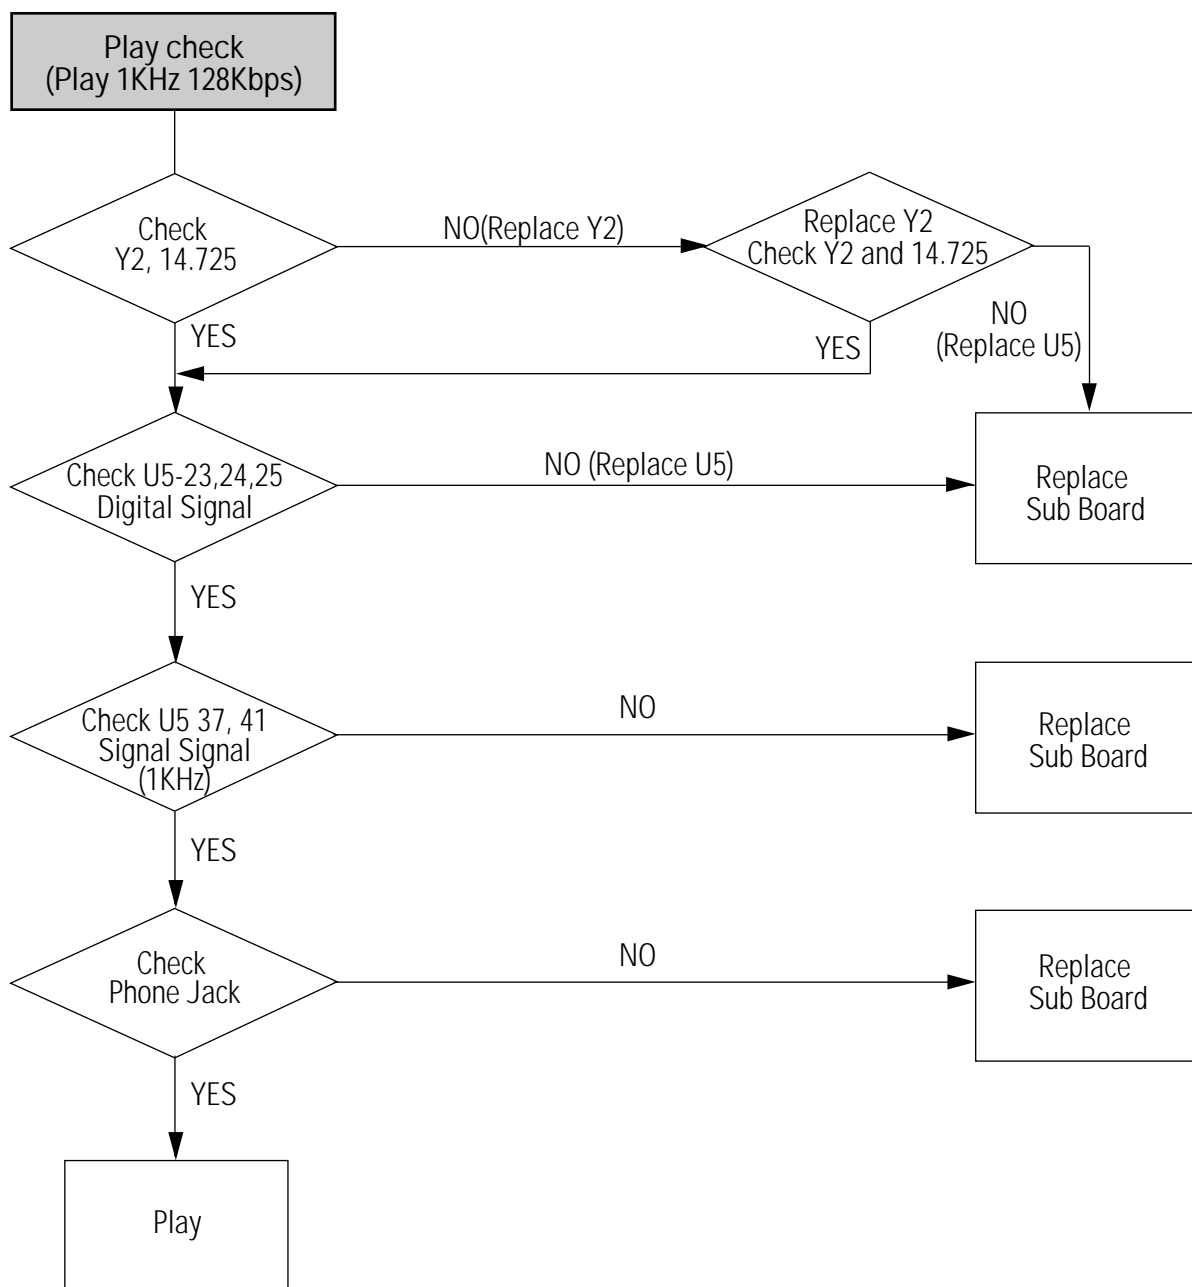 Play check
(Play 1KHz 128Kbps)
Check
Y2, 14.725
NO(Replace Y2)
Replace Y2
Check Y2 and 14.725
YES
YES
NO
(Replace U5)
Check U5-23,24,25
Digital Signal
NO (Replace U5)
Replace
Sub Board
YES
Check U5 37, 41
Signal Signal
(1KHz)
NO
Replace
Sub Board
YES
Check
Phone Jack
NO
Replace
Sub Board
YES
Play